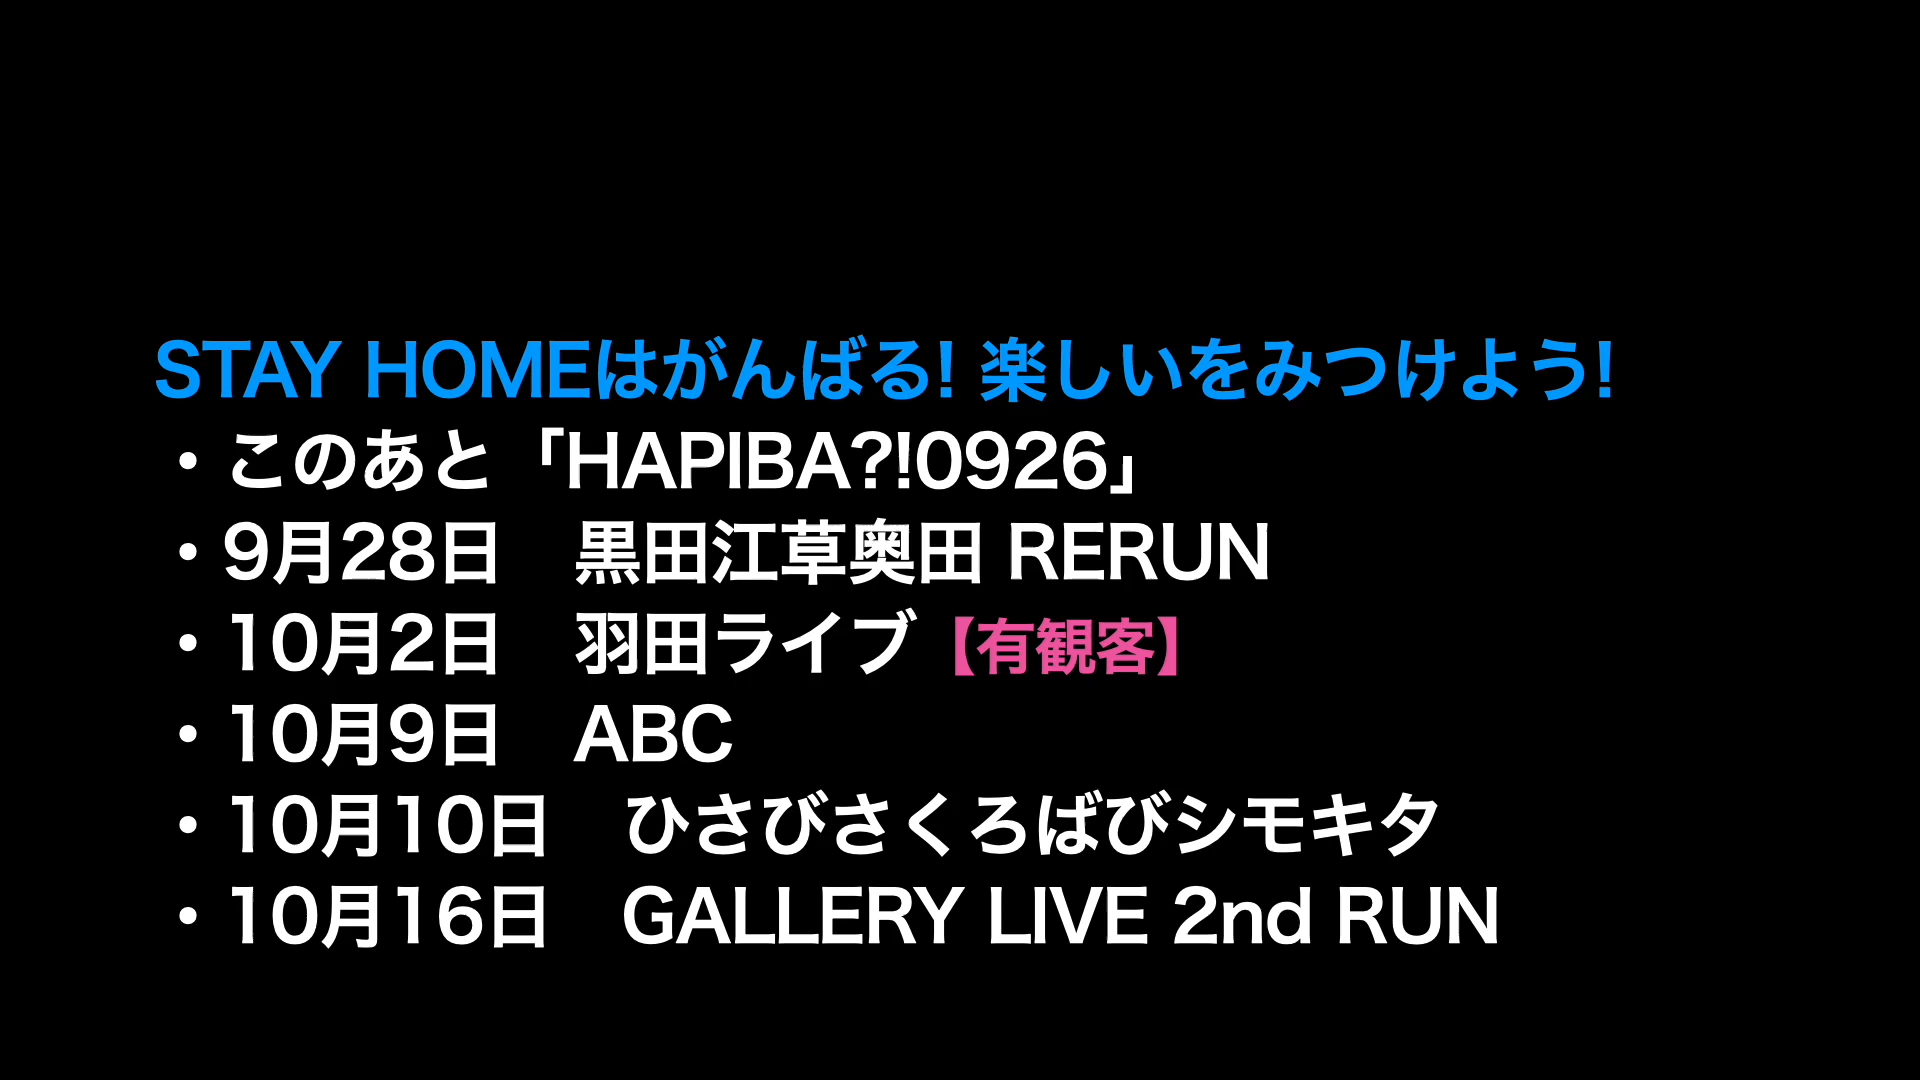 STAY HOMEはがんばる! 楽しいをみつけよう!
・このあと「HAPIBA?!0926」
・9月28日　黒田江草奥田 RERUN
・10月2日　羽田ライブ【有観客】
・10月9日　ABC
・10月10日　ひさびさくろばびシモキタ
・10月16日　GALLERY LIVE 2nd RUN